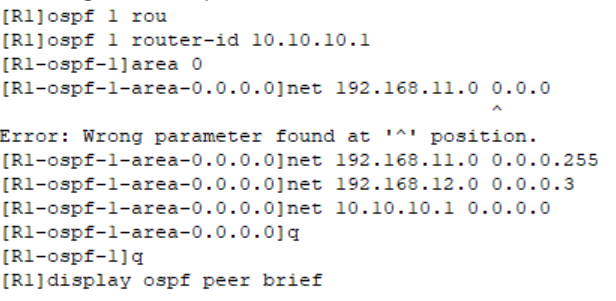 [R1]ospf 1 rou
[R1]ospf 1 router-id 10.10.10.1
[R1-ospf-1]area 0
[R1-ospf-1-area-0.0.0.0]net 192.168.11.0 0.0.0
^
Error: Wrong parameter found at '^' position.
[R1-ospf-1-area-0.0.0.0]net 192.168.11.0 0.0.0.255
[R1-ospf-1-area-0.0.0.0]net 192.168.12.0 0.0.0.3
[R1-ospf-1-area-0.0.0.0]net 10.10.10.1 0.0.0.0
[R1-ospf-1-area-0.0.0.0]q
[R1-ospf-1]q
[R1]display ospf peer brief